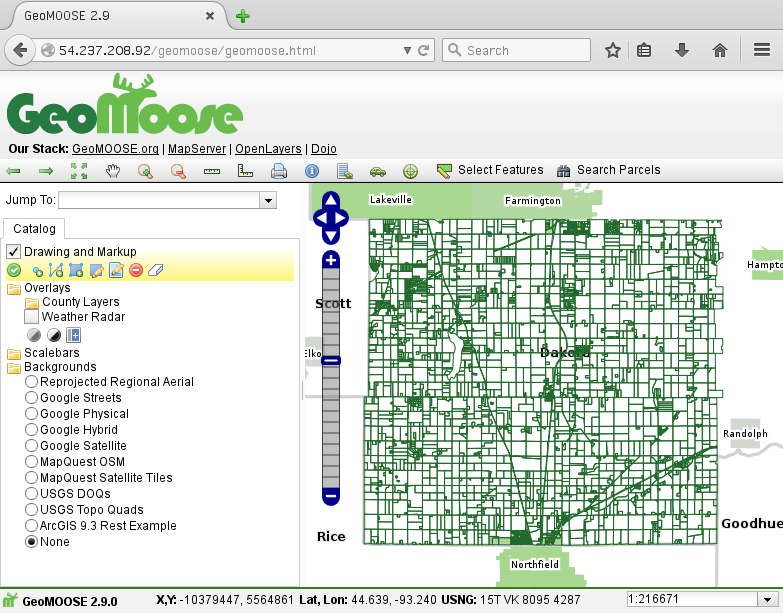 GeoMOOSE 2.9
54.237.208.92/geomoose/geomoose.html
Search
GeoMoose
Our Stack: GeoMOOSE.org | MapServer | OpenLayers | Dojo
Select Features
Search Parcels
Jump To:
Catalog
Drawing and Markup
Overlays
County Layers
Weather Radar
Scalebars
Backgrounds
Reprojected Regional Aerial
Google Streets
Google Physical
Google Hybrid
Google Satellite
MapQuest OSM
MapQuest Satellite Tiles
USGS DOQs
USGS Topo Quads
ArcGIS 9.3 Rest Example
None
Lakeville
Farmington
Hampto
Scott
Elko
Dakota
Randolph
Rice
Goodhue
Northfield
GeoMOOSE 2.9.0
X,Y: -10379447, 5564861 Lat, Lon: 44.639, -93.240 USNG: 15T VK 8095 4287
1:216671